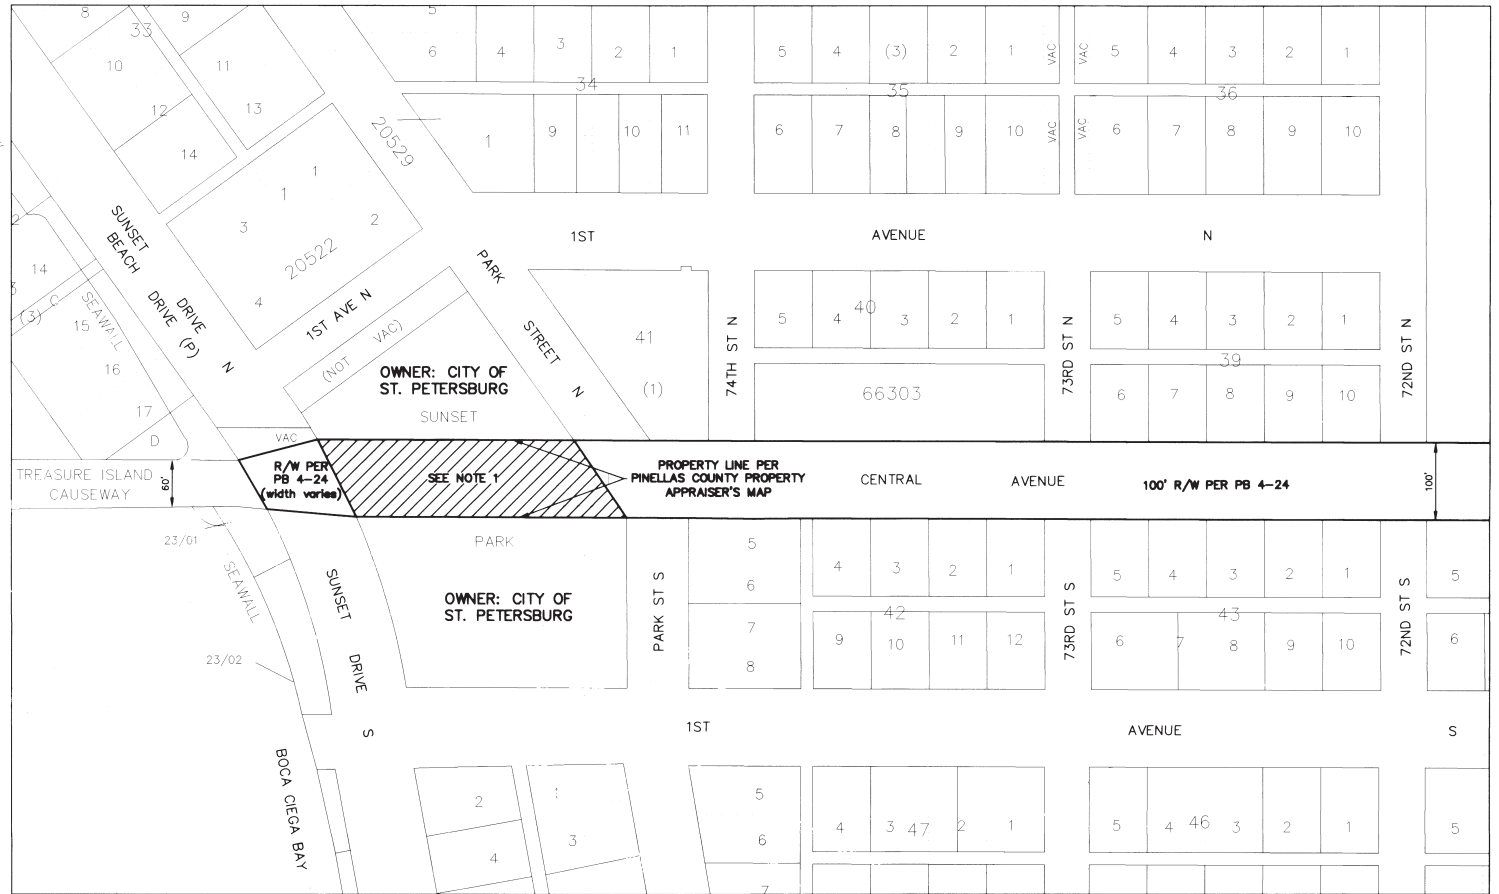 8
33
9
10
11
12
13
14
5
6
4
3
2
1
34
1
9
10
11
20529
5
4
(3)
2
1
VAC
35
6
7
8
9
10
VAC
VAC
5
4
3
2
1
36
VAC
6
7
8
9
10
SUNSET
BEACH
DRIVE
DRIVE
(P)
N
1
1
3
2
20522
4
1ST AVE N
(NOT VAC)
1ST
AVENUE
N
PARK
STREET
N
2
14
3
C
(3)
15
SEAWALL
16
17
D
OWNER: CITY OF
ST. PETERSBURG
SUNSET
41
(1)
74TH ST N
5
4
40
3
2
1
66303
73RD ST N
5
4
3
2
1
39
6
7
8
9
10
72ND ST N
TREASURE ISLAND
CAUSEWAY
60'
VAC
R/W PER
PB 4-24
(width varies)
SEE NOTE 1
PROPERTY LINE PER
PINELLAS COUNTY PROPERTY
APPRAISER'S MAP
CENTRAL
AVENUE
100' R/W PER PB 4-24
100'
23/01
SEAWALL
23/02
SUNSET
DRIVE
S
PARK
OWNER: CITY OF
ST. PETERSBURG
PARK ST S
5
6
7
8
4
3
2
1
42
9
10
11
12
73RD ST S
5
4
3
2
1
43
6
7
8
9
10
72ND ST S
5
6
1ST
AVENUE
S
BOCA CIEGA BAY
2
4
1
3
5
6
7
4
3
47
2
1
5
4
46
3
2
1
5